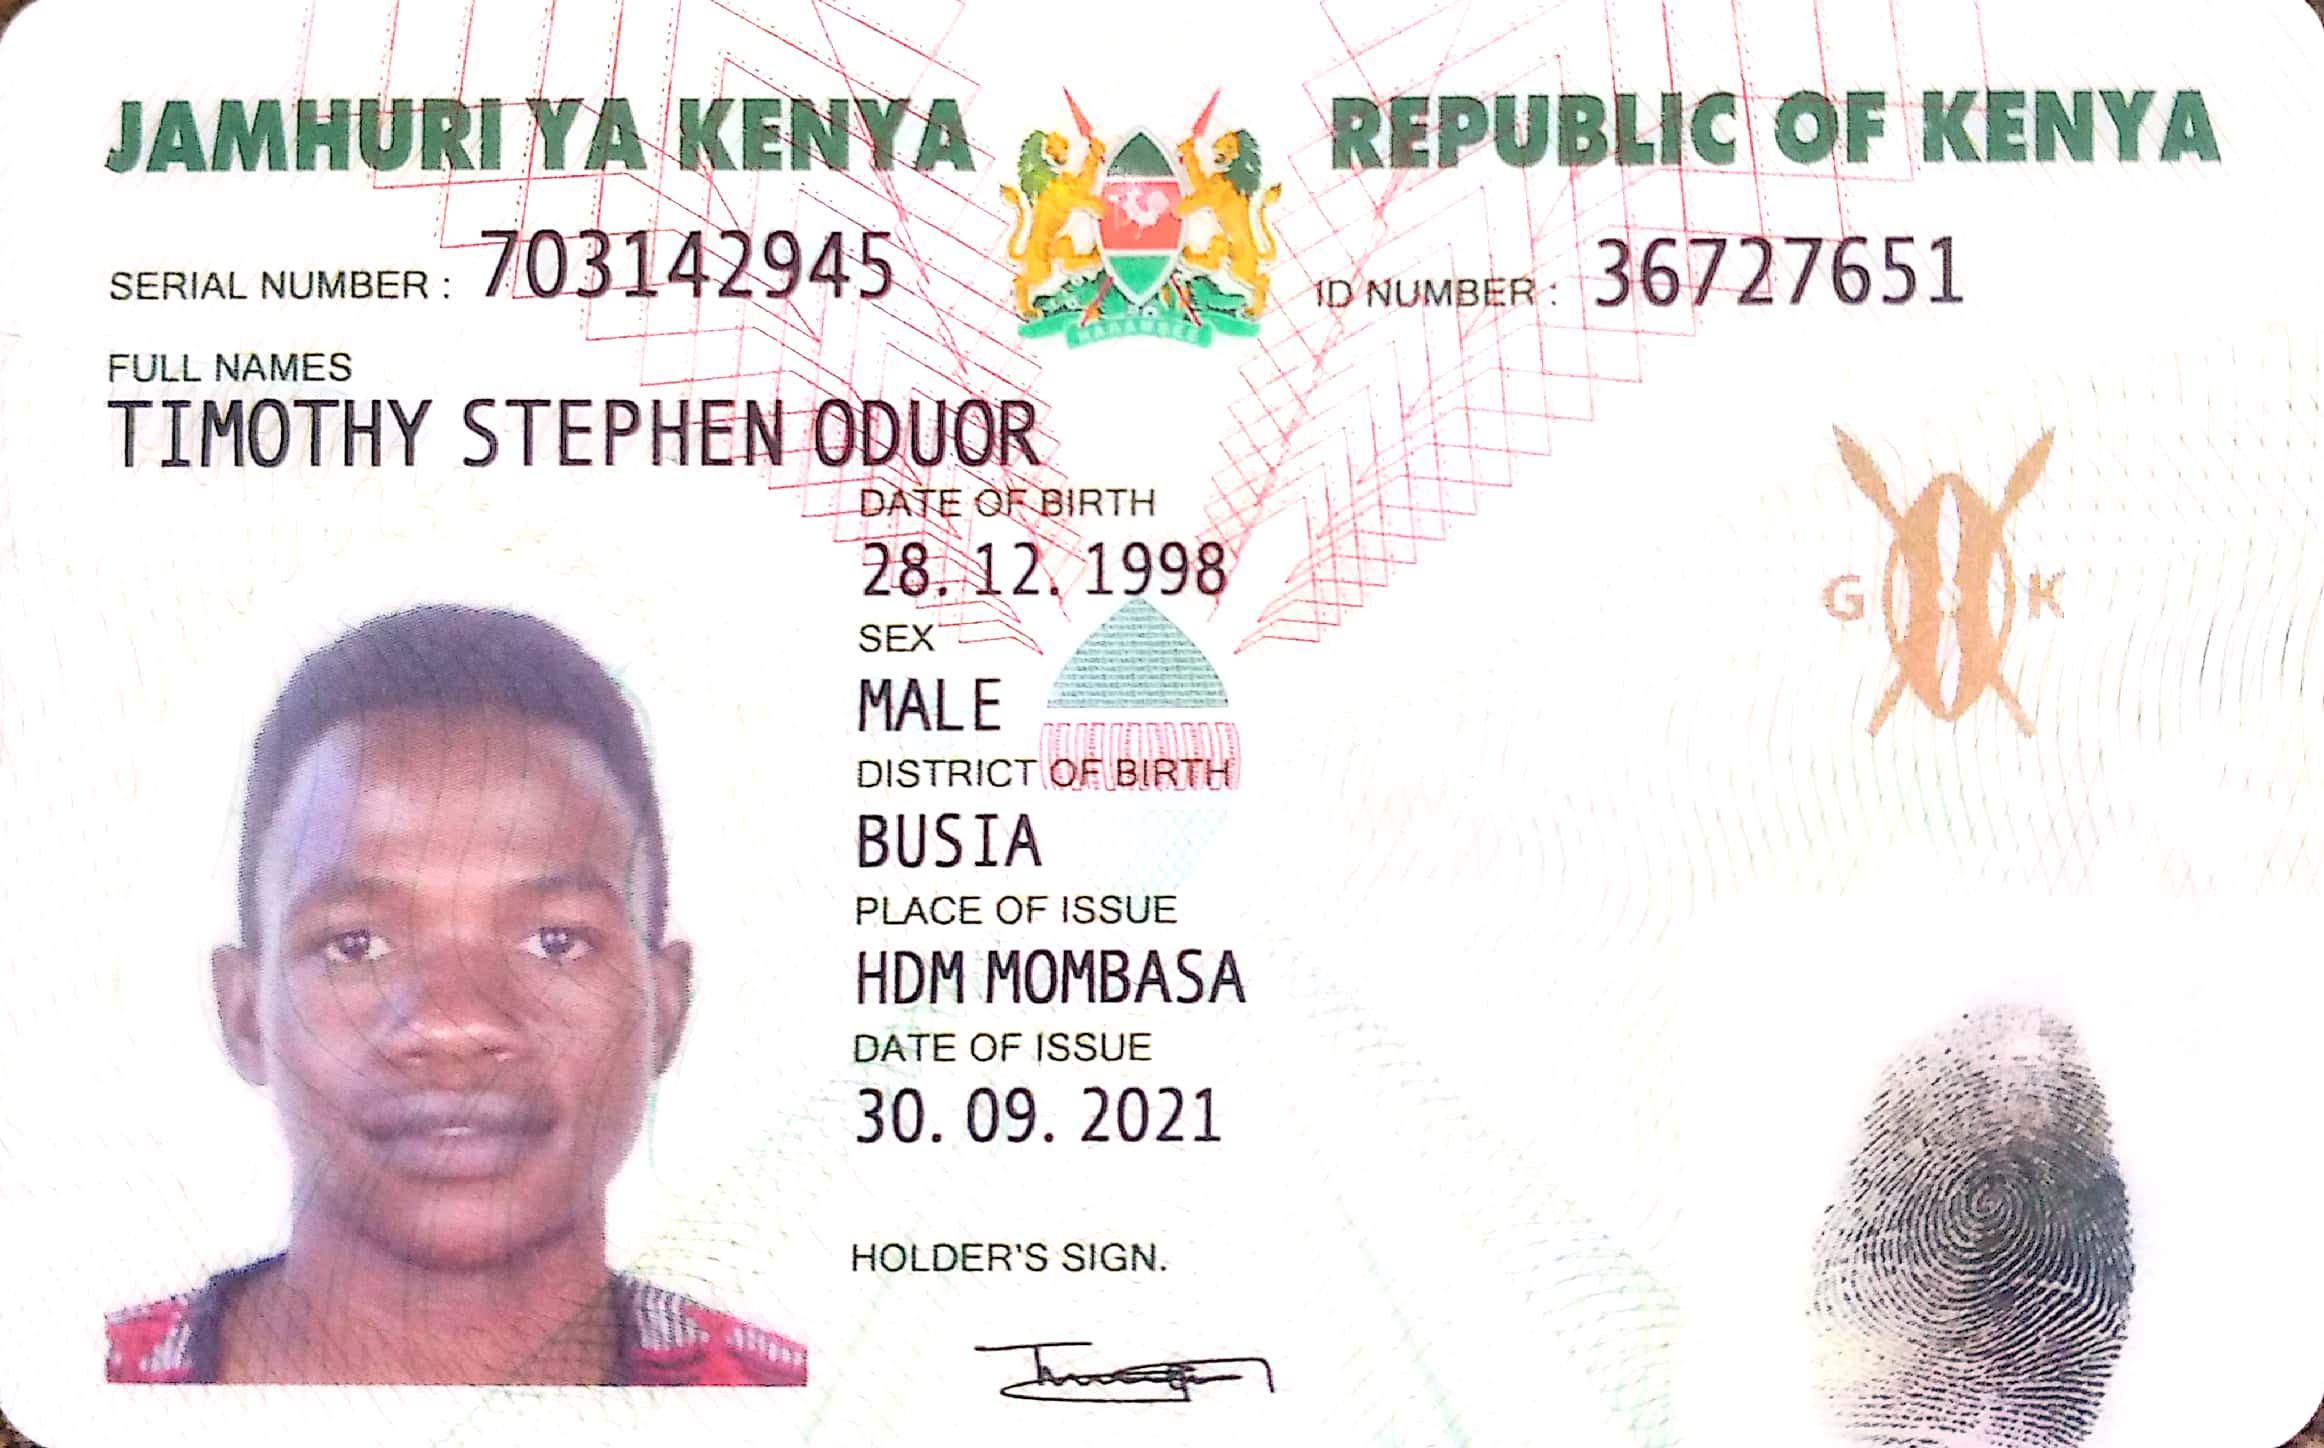 JAMHURI YA KENYA
REPUBLIC OF KENYA
SERIAL NUMBER : 703142945
ID NUMBER : 36727651
HARAMBEE
FULL NAMES
TIMOTHY STEPHEN ODUOR
DATE OF BIRTH
28. 12. 1998
SEX
MALE
G K
DISTRICT OF BIRTH
BUSIA
PLACE OF ISSUE
HDM MOMBASA
DATE OF ISSUE
30. 09. 2021
HOLDER'S SIGN.